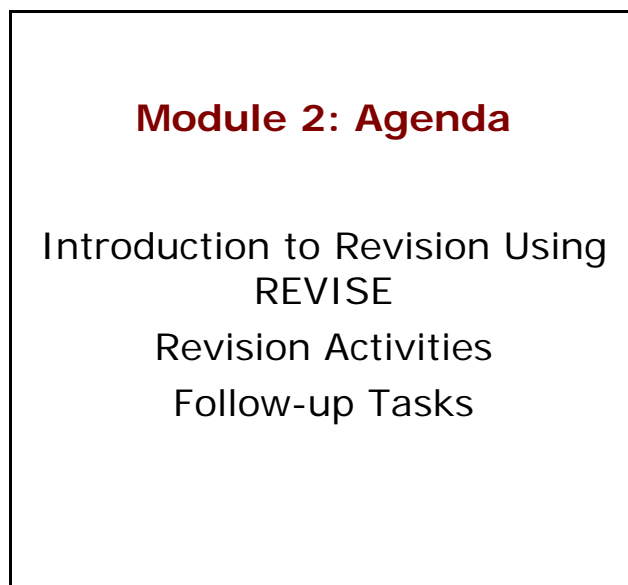 Module 2: Agenda
Introduction to Revision Using
REVISE
Revision Activities
Follow-up Tasks